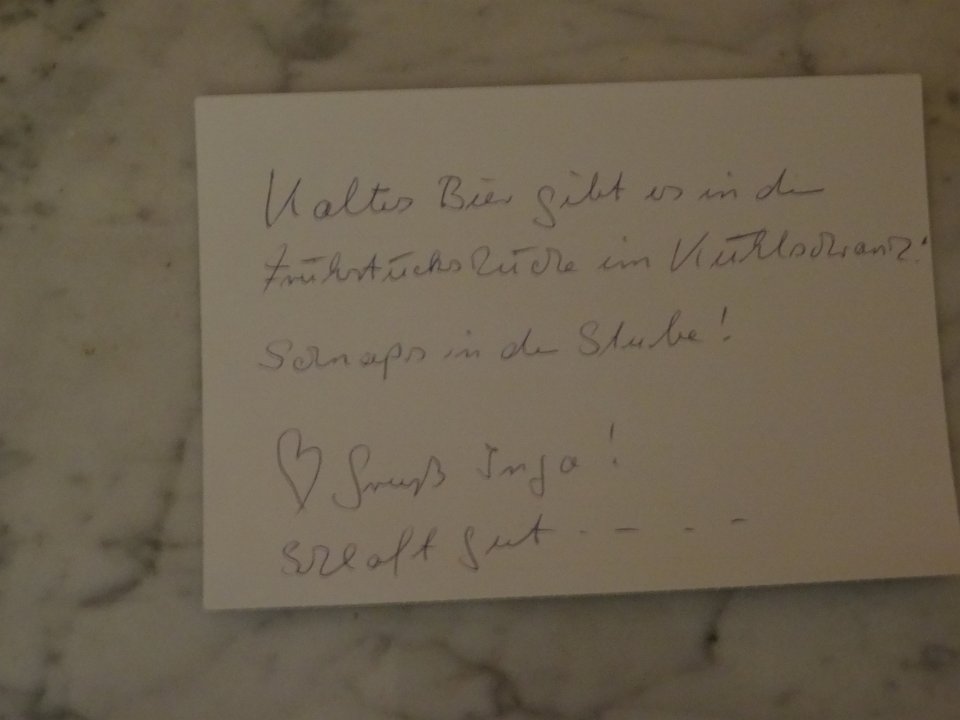 Kaltes Bier gibt es in der
Frühstücksküche im Kühlschrank!
Schnaps in der Stube!
♡ Gruß Inga!
Schlaft gut - - - -